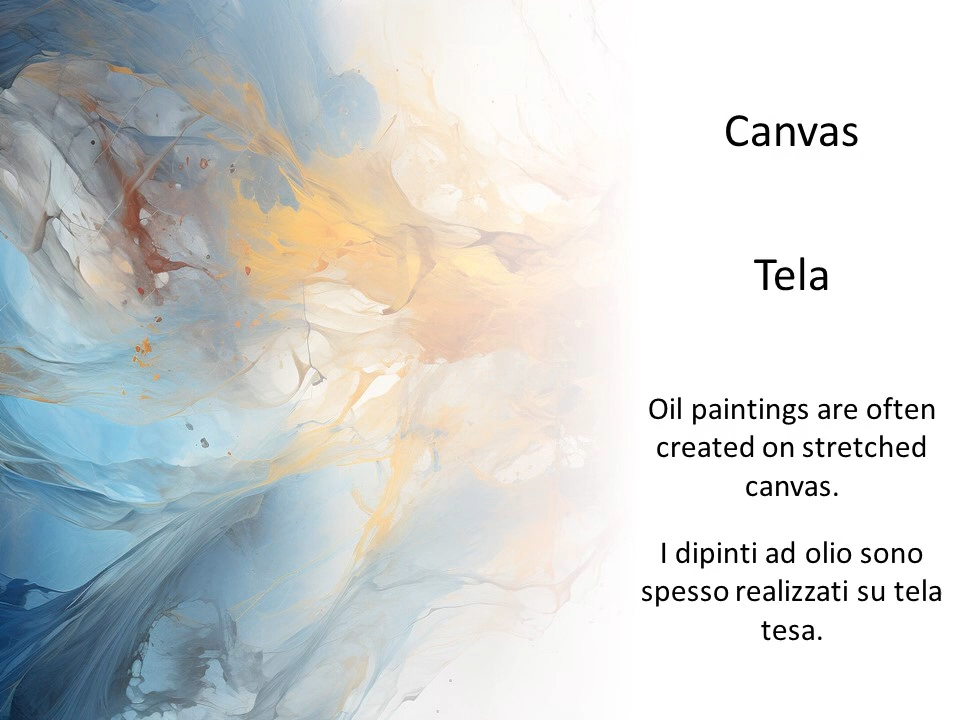 Canvas
Tela
Oil paintings are often
created on stretched
canvas.
I dipinti ad olio sono
spesso realizzati su tela
tesa.